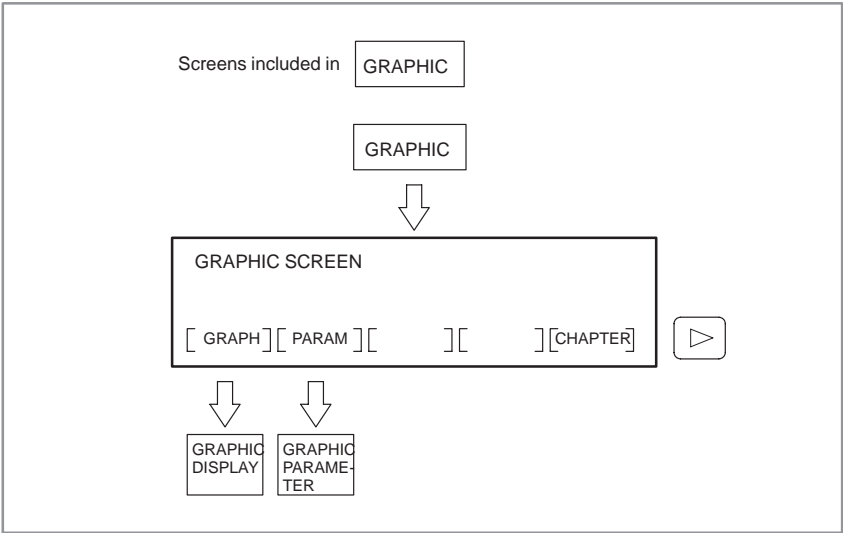 Screens included in GRAPHIC
GRAPHIC
GRAPHIC SCREEN
[ GRAPH ] [ PARAM ] [ ] [ ] [CHAPTER]
GRAPHIC
DISPLAY
GRAPHIC
PARAME-
TER